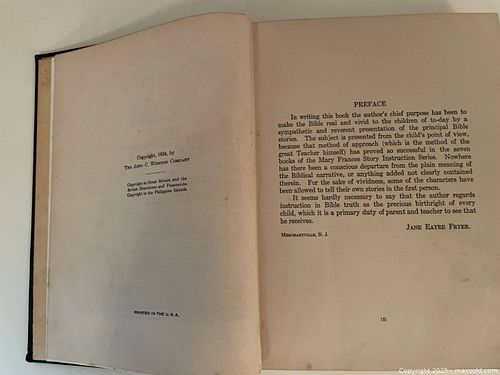 Copyright, 1924, by
THE JOHN C. WINSTON COMPANY
Copyright in Great Britain and the
British Dominions and Possessions
Copyright in the Philippine Islands
PRINTED IN THE U. S. A.
PREFACE
In writing this book the author's chief purpose has been to
make the Bible real and vivid to the children of to-day by a
sympathetic and reverent presentation of the principal Bible
stories. The subject is presented from the child's point of view,
because that method of approach (which is the method of the
great Teacher himself) has proved so successful in the seven
books of the Mary Frances Story Instruction Series. Nowhere
has there been a conscious departure from the plain meaning of
the Biblical narrative, or anything added not clearly contained
therein. For the sake of vividness, some of the characters have
been allowed to tell their own stories in the first person.
It seems hardly necessary to say that the author regards
instruction in Bible truth as the precious birthright of every
child, which it is a primary duty of parent and teacher to see that
he receives.
JANE EAYRE FRYER.
MERCHANTVILLE, N. J.
(5)
Copyright 2025 - maxsold.com